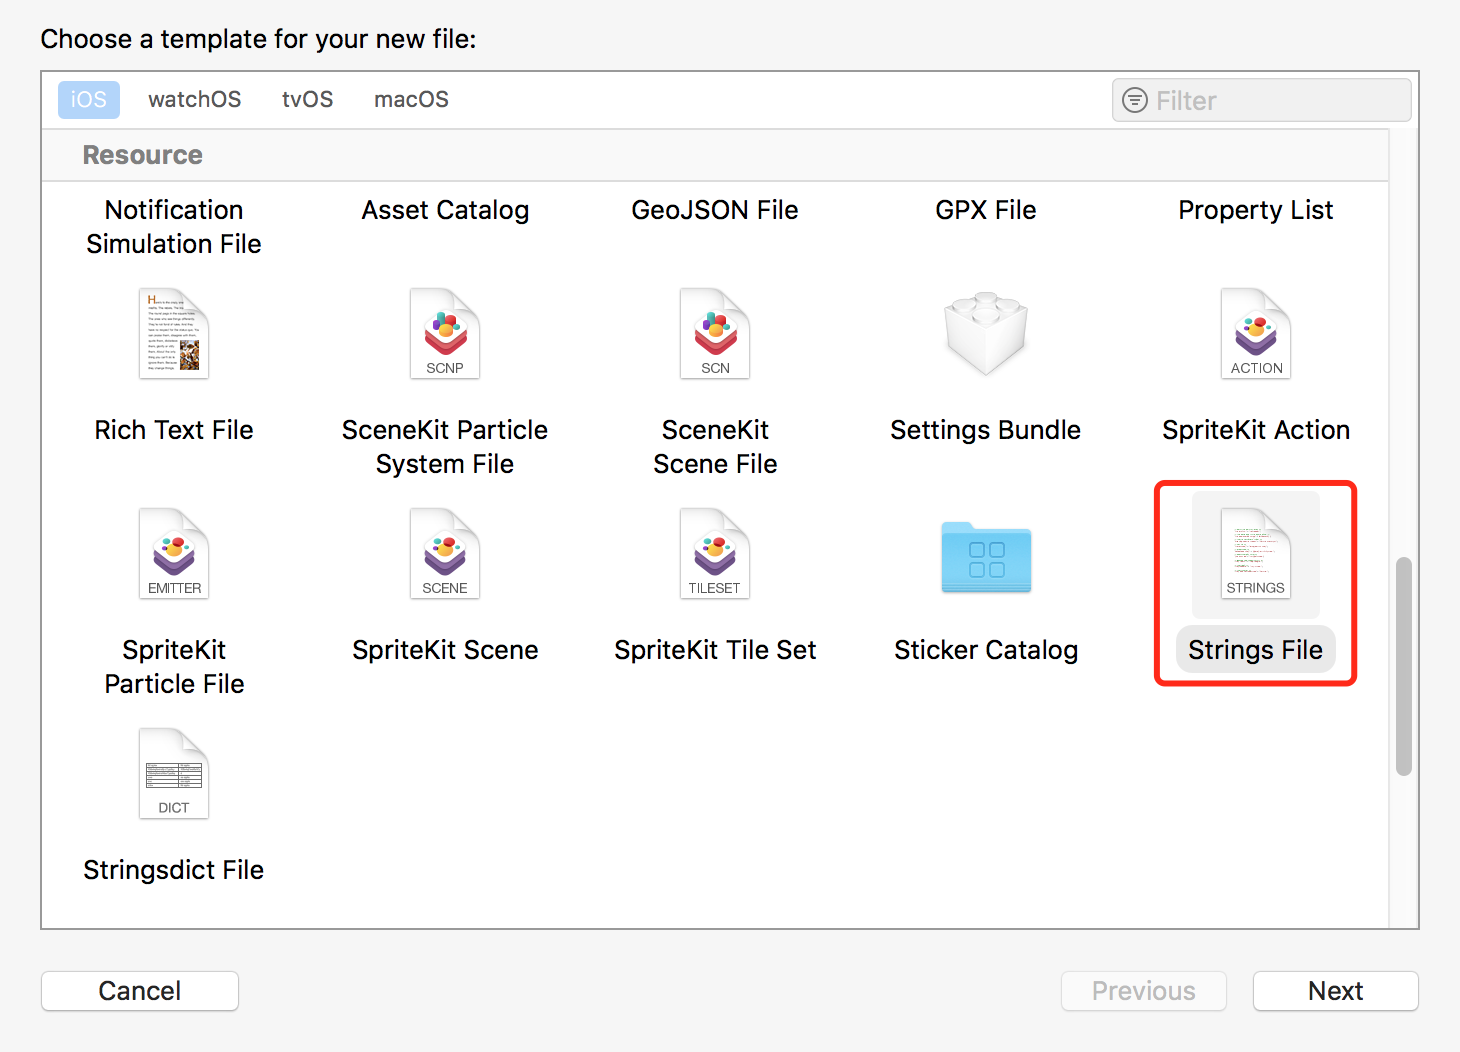 Choose a template for your new file:
iOS watchOS tvOS macOS Filter
Resource
Notification Simulation File
Asset Catalog
GeoJSON File
GPX File
Property List
SCNP
SCN
ACTION
Rich Text File
SceneKit Particle System File
SceneKit Scene File
Settings Bundle
SpriteKit Action
EMITTER
SCENE
TILESET
STRINGS
SpriteKit Particle File
SpriteKit Scene
SpriteKit Tile Set
Sticker Catalog
Strings File
DICT
Stringsdict File
Cancel Previous Next